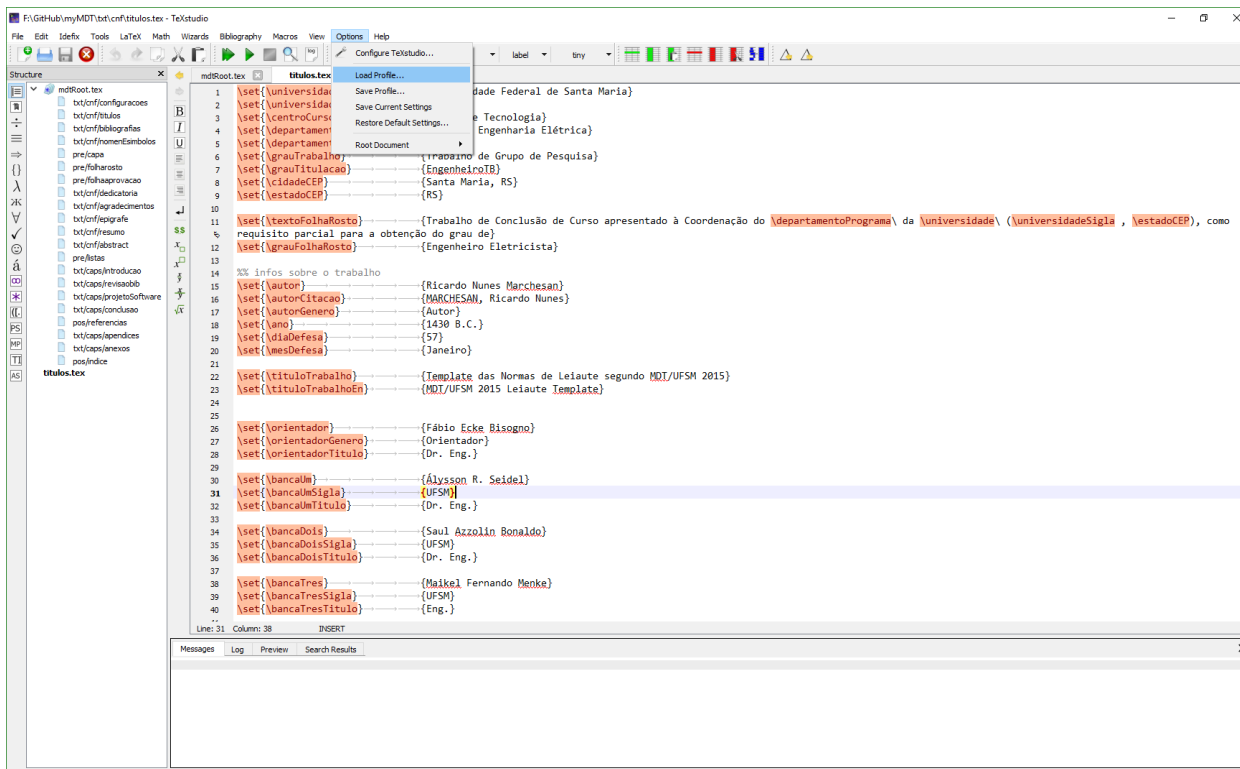 F:\GitHub\myMDT\txt\cnf\titulos.tex - TeXstudio
File Edit Idefix Tools LaTeX Math Wizards Bibliography Macros View Options Help
label tiny
Configure TeXstudio...
Load Profile...
Save Profile...
Save Current Settings
Restore Default Settings...
Root Document
Structure
mdtRoot.tex
txt/cnf/configuracoes
txt/cnf/titulos
txt/cnf/bibliografias
txt/cnf/nomenEsimbolos
pre/capa
pre/folharosto
pre/folhaaprovacao
txt/cnf/dedicatoria
txt/cnf/agradecimentos
txt/cnf/epigrafe
txt/cnf/resumo
txt/cnf/abstract
pre/listas
txt/caps/introducao
txt/caps/revisaobib
txt/caps/projetoSoftware
txt/caps/conclusao
pos/referencias
txt/caps/apendices
txt/caps/anexos
pos/indice
titulos.tex
mdtRoot.tex titulos.tex
1 \set{\universidad dade Federal de Santa Maria}
2 \set{\universidad
3 \set{\centroCurso e Tecnologia}
4 \set{\departament Engenharia Elétrica}
5 \set{\departament
6 \set{\grauTrabalho} {Trabalho de Grupo de Pesquisa}
7 \set{\grauTitulacao} {EngenheiroTB}
8 \set{\cidadeCEP} {Santa Maria, RS}
9 \set{\estadoCEP} {RS}
10
11 \set{\textoFolhaRosto} {Trabalho de Conclusão de Curso apresentado à Coordenação do \departamentoPrograma\ da \universidade\ (\universidadeSigla , \estadoCEP), como
requisito parcial para a obtenção do grau de}
12 \set{\grauFolhaRosto} {Engenheiro Eletricista}
13
14 %% infos sobre o trabalho
15 \set{\autor} {Ricardo Nunes Marchesan}
16 \set{\autorCitacao} {MARCHESAN, Ricardo Nunes}
17 \set{\autorGenero} {Autor}
18 \set{\ano} {1430 B.C.}
19 \set{\diaDefesa} {57}
20 \set{\mesDefesa} {Janeiro}
21
22 \set{\tituloTrabalho} {Template das Normas de Leiaute segundo MDT/UFSM 2015}
23 \set{\tituloTrabalhoEn} {MDT/UFSM 2015 Leiaute Template}
24
25
26 \set{\orientador} {Fábio Ecke Bisogno}
27 \set{\orientadorGenero} {Orientador}
28 \set{\orientadorTitulo} {Dr. Eng.}
29
30 \set{\bancaUm} {Álysson R. Seidel}
31 \set{\bancaUmSigla} {UFSM}
32 \set{\bancaUmTitulo} {Dr. Eng.}
33
34 \set{\bancaDois} {Saul Azzolin Bonaldo}
35 \set{\bancaDoisSigla} {UFSM}
36 \set{\bancaDoisTitulo} {Dr. Eng.}
37
38 \set{\bancaTres} {Maikel Fernando Menke}
39 \set{\bancaTresSigla} {UFSM}
40 \set{\bancaTresTitulo} {Eng.}
Line: 31 Column: 38 INSERT
Messages Log Preview Search Results